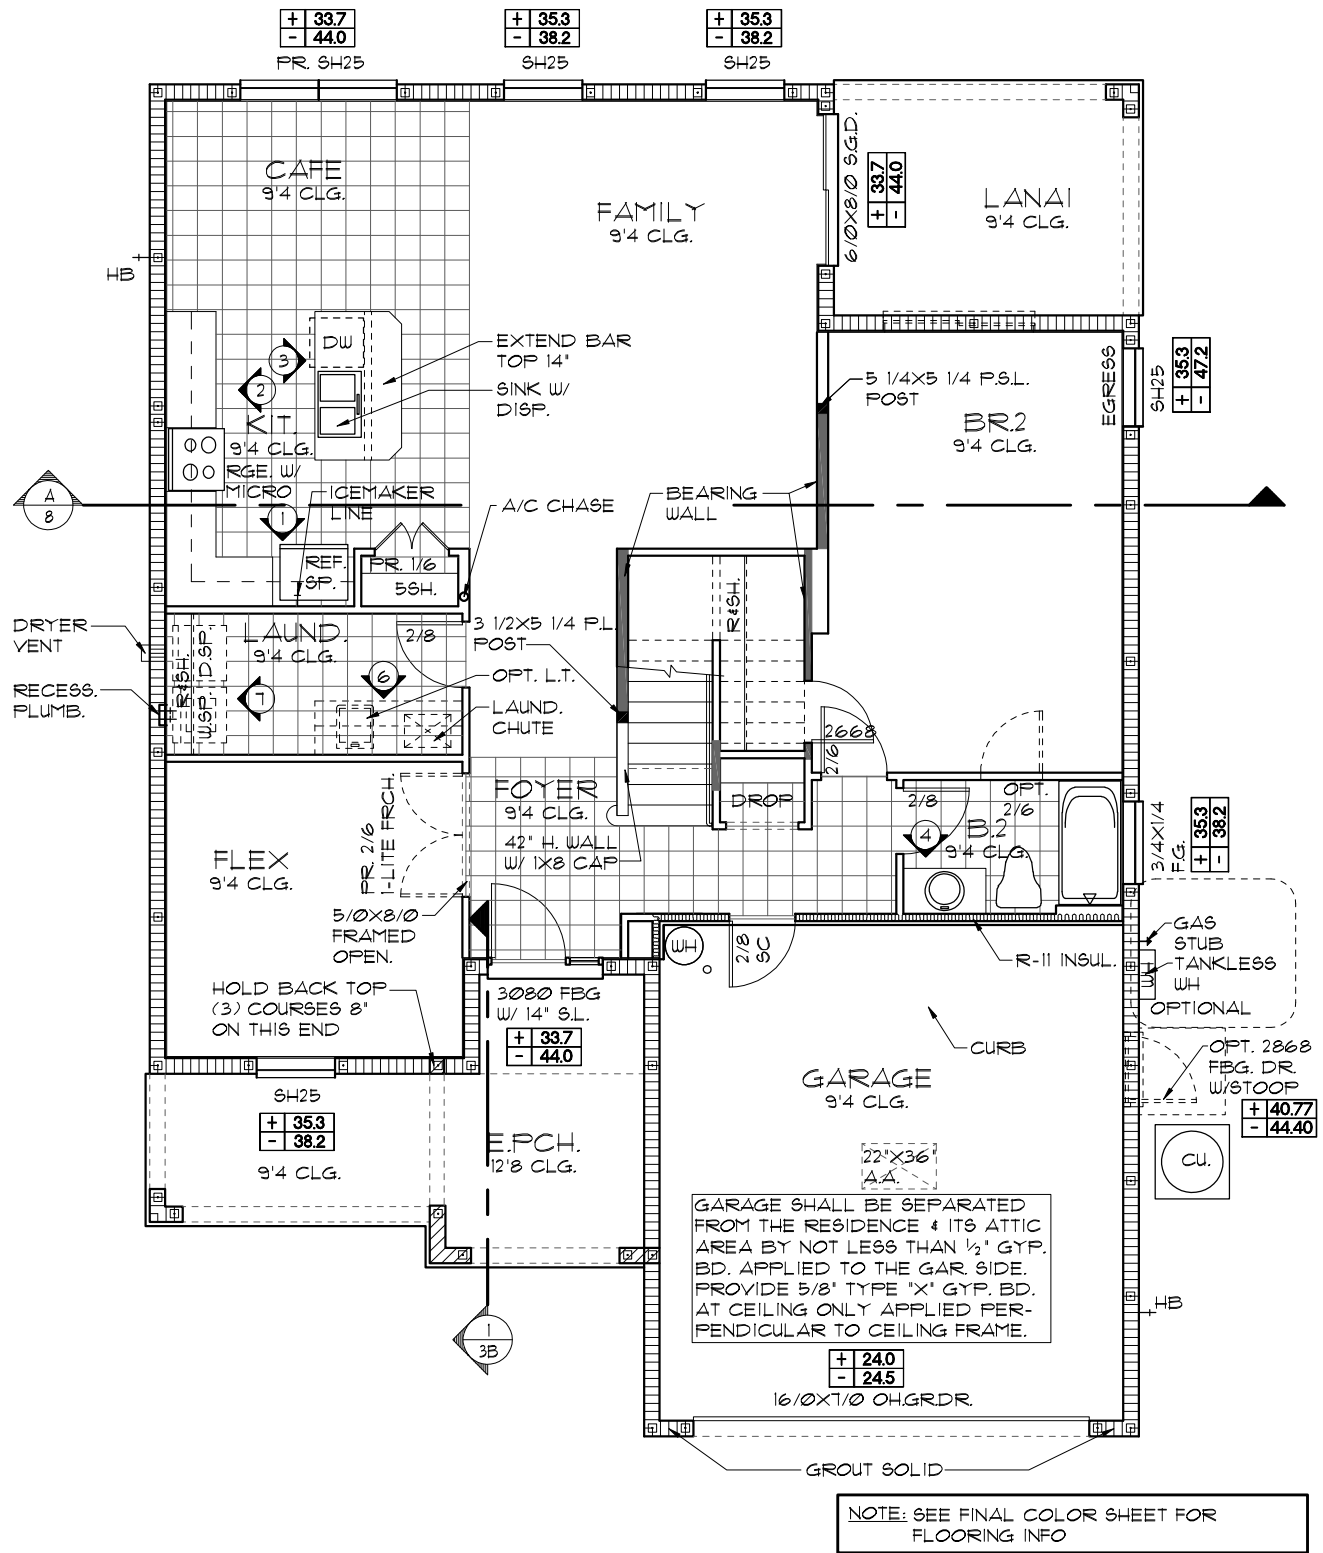 + 33.7
- 44.0
PR. SH25
+ 35.3
- 38.2
SH25
+ 35.3
- 38.2
SH25
CAFE
9'4 CLG.
FAMILY
9'4 CLG.
6/0X8/0 S.G.D.
+ 33.7
- 44.0
LANAI
9'4 CLG.
HB
DW
3
2
KIT.
9'4 CLG.
RGE. W/
MICRO
EXTEND BAR
TOP 14"
SINK W/
DISP.
5 1/4X5 1/4 P.S.L.
POST
BR.2
9'4 CLG.
EGRESS
SH25
+ 35.3
- 47.2
A
8
ICEMAKER
LINE
1
A/C CHASE
BEARING
WALL
REF.
SP.
PR. 1/6
5SH.
R&SH.
DRYER
VENT
RECESS.
PLUMB.
LAUND.
9'4 CLG.
2/8
R&SH.
D.SP
W.SP.
7
6
3 1/2X5 1/4 P.L.
POST
OPT. L.T.
LAUND.
CHUTE
2668
2/6
DROP
FOYER
9'4 CLG.
42" H. WALL
W/ 1X8 CAP
PR. 2/6
1-LITE FRCH.
FLEX
9'4 CLG.
5/0X8/0
FRAMED
OPEN.
2/8
OPT.
2/6
4
B.2
9'4 CLG.
3/4X1/4
F.G.
+ 35.3
- 38.2
WH
2/8
SC
R-11 INSUL.
GAS
STUB
TANKLESS
WH
OPTIONAL
HOLD BACK TOP
(3) COURSES 8"
ON THIS END
3080 FBG
W/ 14" S.L.
+ 33.7
- 44.0
CURB
OPT. 2868
FBG. DR.
W/STOOP
+ 40.77
- 44.40
GARAGE
9'4 CLG.
SH25
+ 35.3
- 38.2
9'4 CLG.
E.PCH.
12'8 CLG.
CU.
22"X36"
A.A.
GARAGE SHALL BE SEPARATED
FROM THE RESIDENCE & ITS ATTIC
AREA BY NOT LESS THAN 1/2" GYP.
BD. APPLIED TO THE GAR. SIDE.
PROVIDE 5/8" TYPE "X" GYP. BD.
AT CEILING ONLY APPLIED PER-
PENDICULAR TO CEILING FRAME.
HB
1
3B
+ 24.0
- 24.5
16/0X7/0 OH.GR.DR.
GROUT SOLID
NOTE: SEE FINAL COLOR SHEET FOR
FLOORING INFO